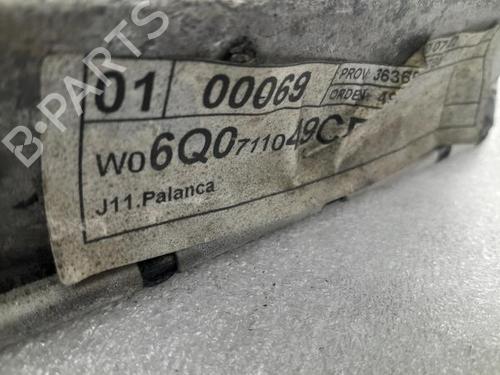 B-PARTS
01 00069 PROV 3636
ORDEN
W06Q0711049C
J11.Palanca